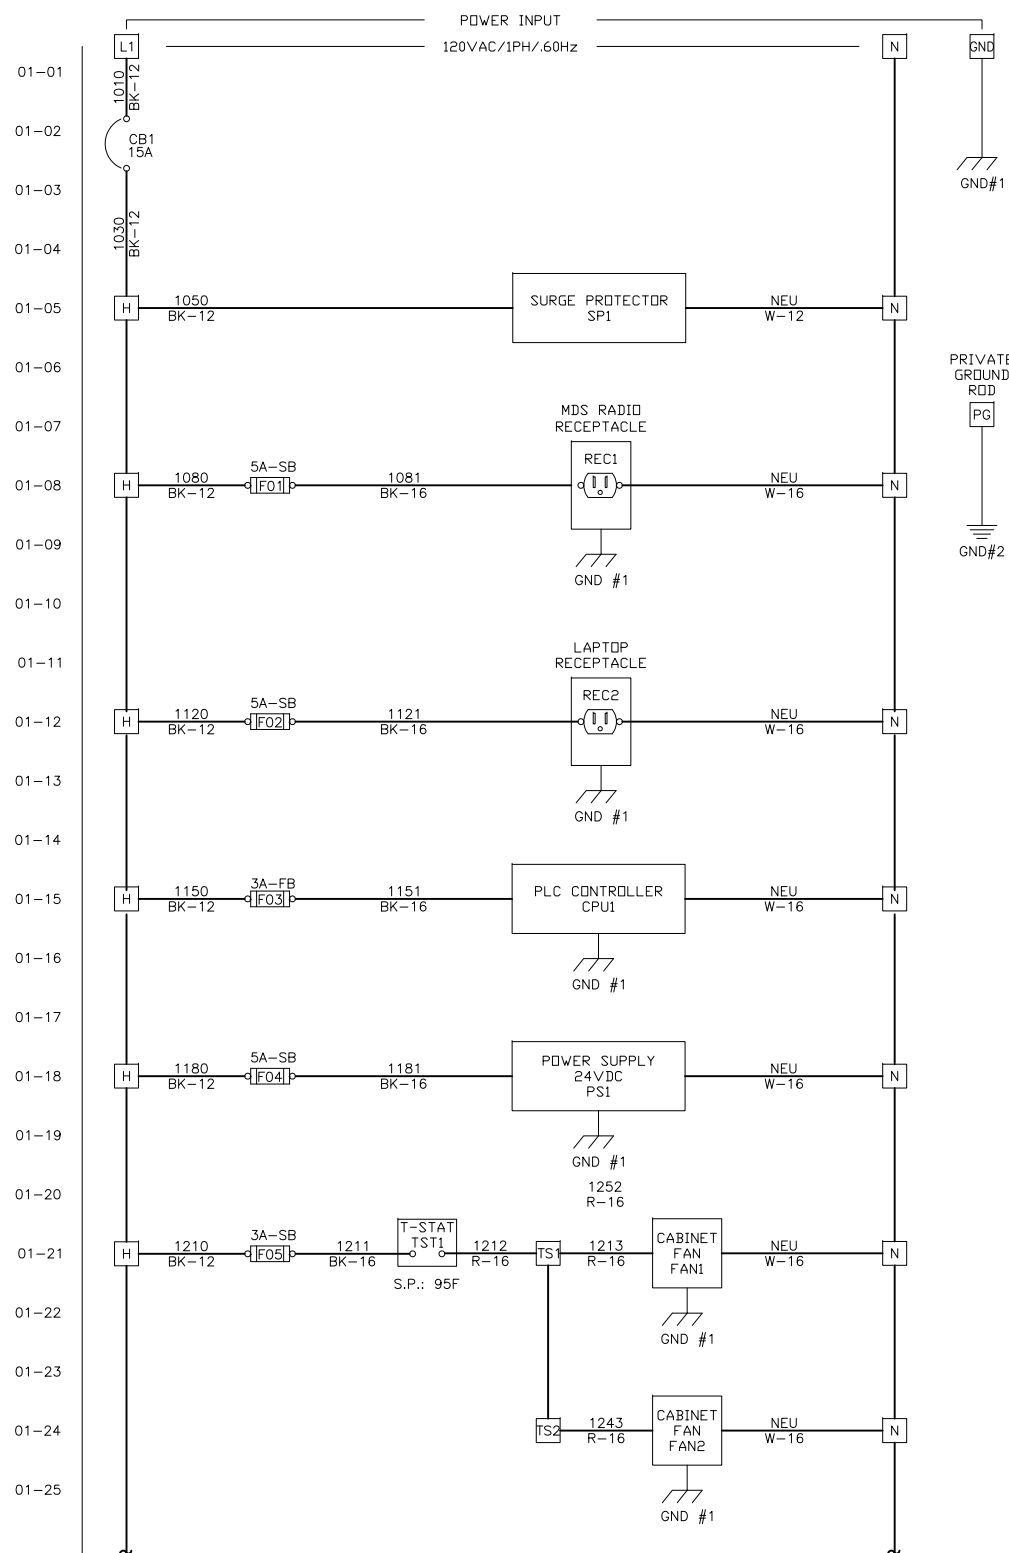 POWER INPUT
L1
120VAC/1PH/.60Hz
N
GND
01-01
1010
BK-12
01-02
CB1
15A
01-03
GND#1
1030
BK-12
01-04
01-05
H
1050
BK-12
SURGE PROTECTOR
SP1
NEU
W-12
N
01-06
PRIVATE
GROUND
ROD
PG
01-07
MDS RADIO
RECEPTACLE
REC1
01-08
H
1080
BK-12
5A-SB
F01
1081
BK-16
NEU
W-16
N
01-09
GND #1
GND#2
01-10
01-11
LAPTOP
RECEPTACLE
REC2
01-12
H
1120
BK-12
5A-SB
F02
1121
BK-16
NEU
W-16
N
01-13
GND #1
01-14
01-15
H
1150
BK-12
3A-FB
F03
1151
BK-16
PLC CONTROLLER
CPU1
NEU
W-16
N
01-16
GND #1
01-17
01-18
H
1180
BK-12
5A-SB
F04
1181
BK-16
POWER SUPPLY
24VDC
PS1
NEU
W-16
N
01-19
GND #1
01-20
1252
R-16
01-21
H
1210
BK-12
3A-SB
F05
1211
BK-16
T-STAT
TST1
S.P.: 95F
1212
R-16
TS1
1213
R-16
CABINET
FAN
FAN1
NEU
W-16
N
01-22
GND #1
01-23
01-24
TS2
1243
R-16
CABINET
FAN
FAN2
NEU
W-16
N
01-25
GND #1